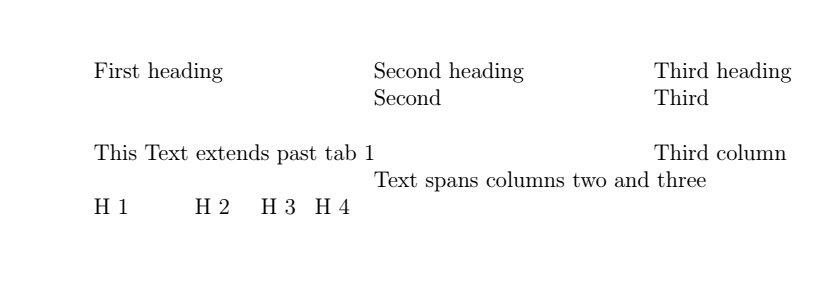 First heading Second heading Third heading
Second Third
This Text extends past tab 1 Third column
Text spans columns two and three
H 1 H 2 H 3 H 4